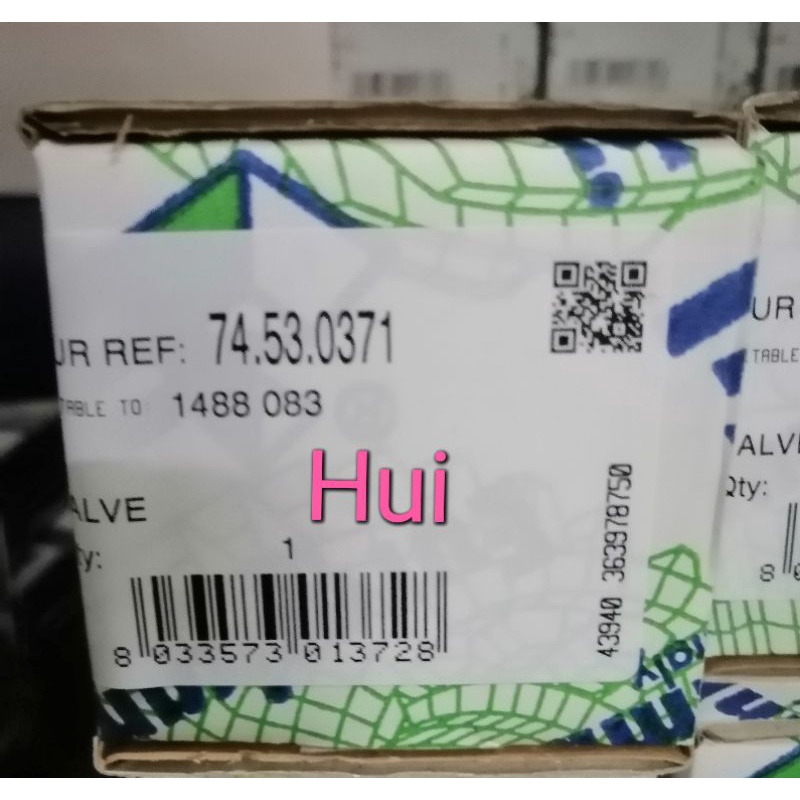 UR REF: 74.53.0371
TABLE TO: 1488 083
Hui
ALVE
ty:
1
8 033573 013728
43940 363978750
UR
TABLE
ALVE
Qty:
8